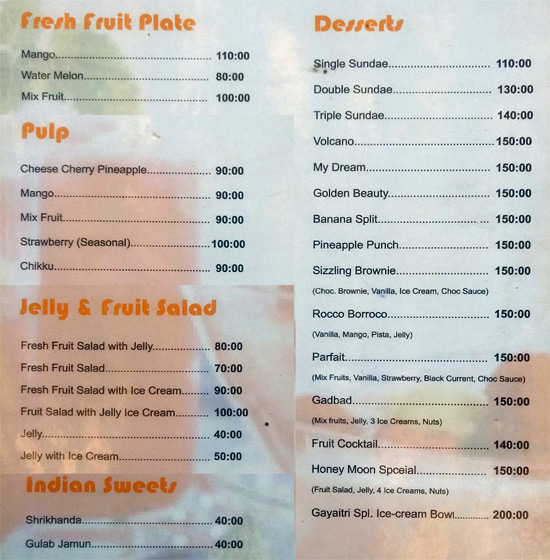 Fresh Fruit Plate
Mango 110:00
Water Melon 80:00
Mix Fruit 100:00
Pulp
Cheese Cherry Pineapple 90:00
Mango 90:00
Mix Fruit 90:00
Strawberry (Seasonal) 100:00
Chikku 90:00
Jelly & Fruit Salad
Fresh Fruit Salad with Jelly 80:00
Fresh Fruit Salad 70:00
Fresh Fruit Salad with Ice Cream 90:00
Fruit Salad with Jelly Ice Cream 100:00
Jelly 40:00
Jelly with Ice Cream 50:00
Indian Sweets
Shrikhanda 40:00
Gulab Jamun 40:00
Desserts
Single Sundae 110:00
Double Sundae 130:00
Triple Sundae 140:00
Volcano 150:00
My Dream 150:00
Golden Beauty 150:00
Banana Split 150:00
Pineapple Punch 150:00
Sizzling Brownie 150:00
(Choc. Brownie, Vanilla, Ice Cream, Choc Sauce)
Rocco Borroco 150:00
(Vanilla, Mango, Pista, Jelly)
Parfait 150:00
(Mix Fruits, Vanilla, Strawberry, Black Current, Choc Sauce)
Gadbad 150:00
(Mix fruits, Jelly, 3 Ice Creams, Nuts)
Fruit Cocktail 140:00
Honey Moon Spceial 150:00
(Fruit Salad, Jelly, 4 Ice Creams, Nuts)
Gayaitri Spl. Ice-cream Bowl 200:00